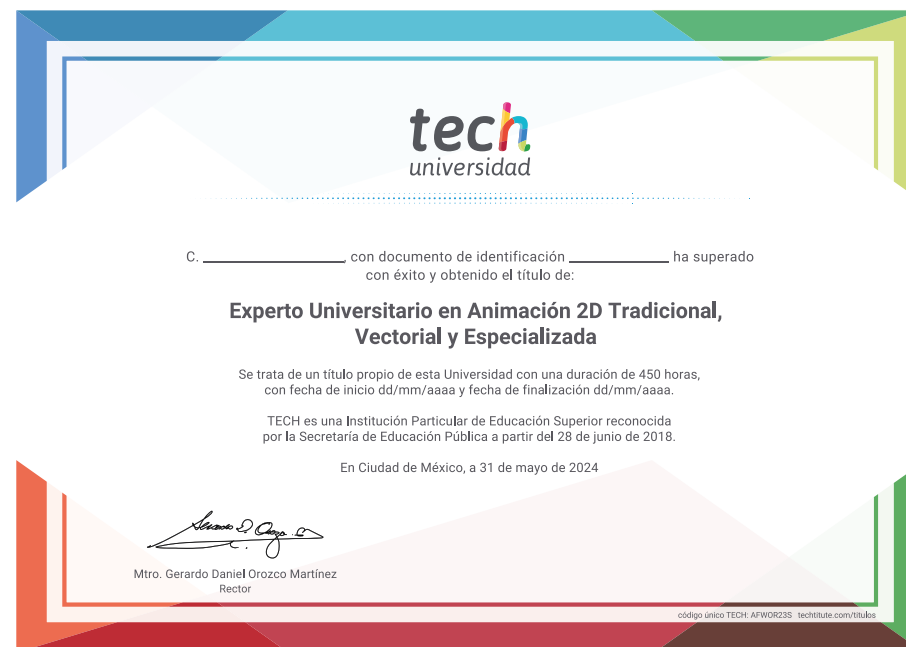 tech
universidad
C. ____________, con documento de identificación ____________ ha superado
con éxito y obtenido el título de:
Experto Universitario en Animación 2D Tradicional,
Vectorial y Especializada
Se trata de un título propio de esta Universidad con una duración de 450 horas,
con fecha de inicio dd/mm/aaaa y fecha de finalización dd/mm/aaaa.
TECH es una Institución Particular de Educación Superior reconocida
por la Secretaría de Educación Pública a partir del 28 de junio de 2018.
En Ciudad de México, a 31 de mayo de 2024
Mtro. Gerardo Daniel Orozco Martínez
Rector
código único TECH: AFWOR23S techtitute.com/titulos